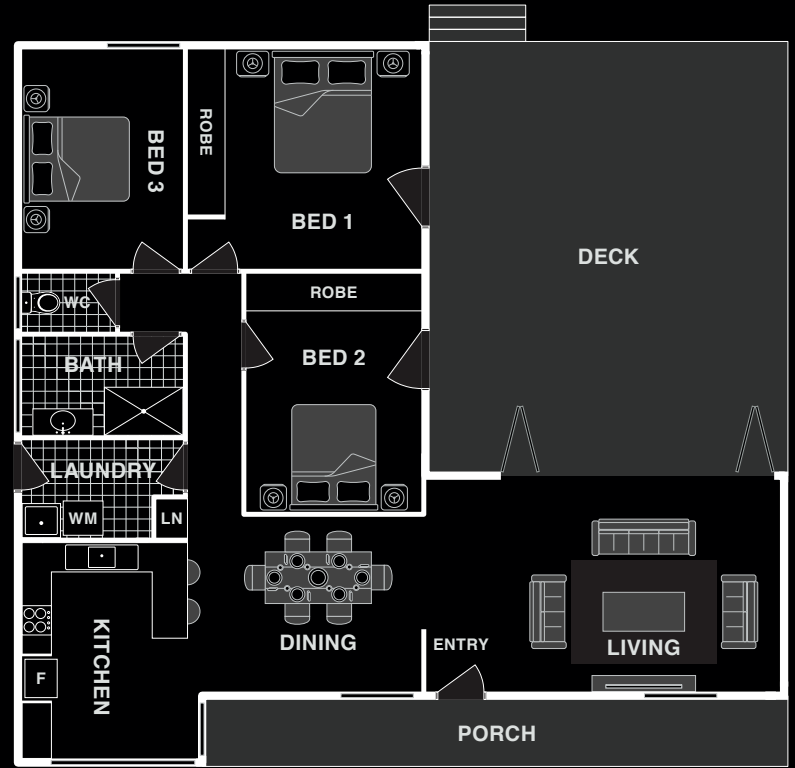 ROBE
BED 3
BED 1
DECK
ROBE
WC
BED 2
BATH
LAUNDRY
WM
LN
KITCHEN
DINING
ENTRY
LIVING
F
PORCH